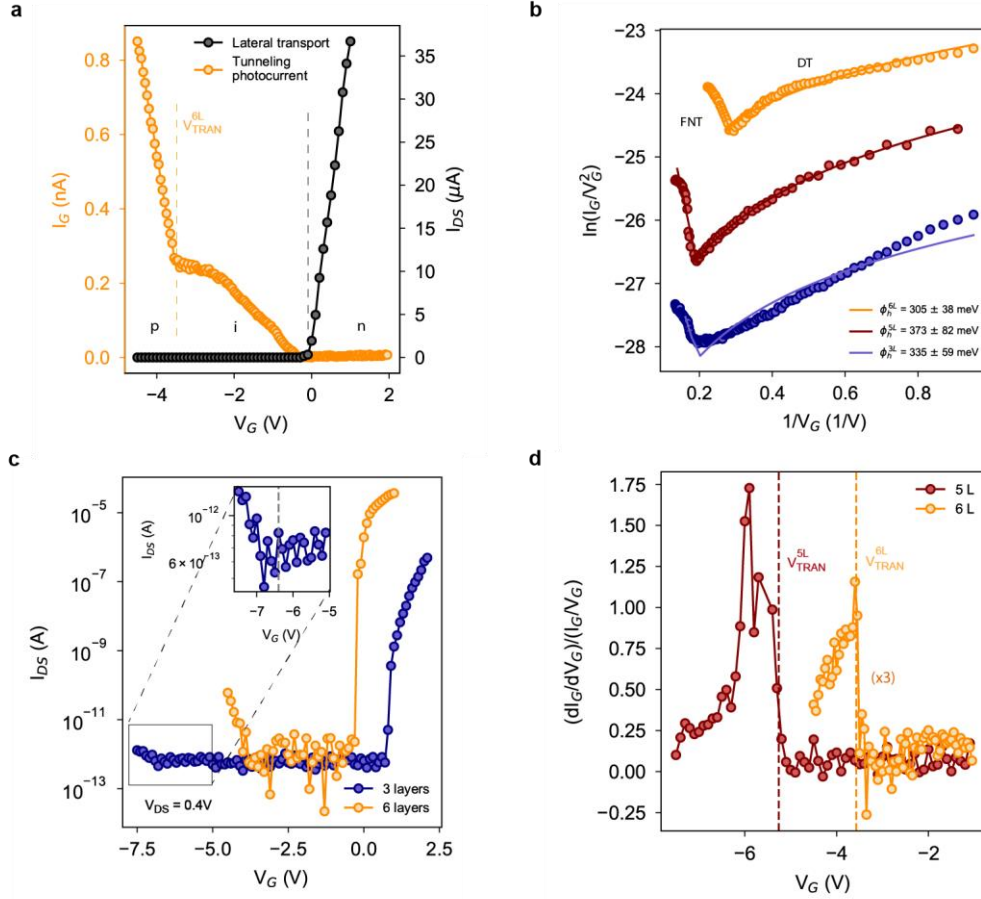 a
I_G (nA)
0.8
0.6
0.4
0.2
0.0
Lateral transport
Tunneling
photocurrent
V_TRAN^6L
p
i
n
35
30
25
20
15
10
5
0
I_DS (μA)
−4
−2
0
2
V_G (V)
b
ln(I_G/V_G^2)
−23
−24
−25
−26
−27
−28
FNT
DT
ϕ_h^6L = 305 ± 38 meV
ϕ_h^5L = 373 ± 82 meV
ϕ_h^3L = 335 ± 59 meV
0.2
0.4
0.6
0.8
1/V_G (1/V)
c
I_DS (A)
10^−5
10^−7
10^−9
10^−11
10^−13
I_DS (A)
10^−12
6 × 10^−13
−7
−6
−5
V_G (V)
V_DS = 0.4V
3 layers
6 layers
−7.5
−5.0
−2.5
0.0
2.5
V_G (V)
d
(dI_G/dV_G)/(I_G/V_G)
1.75
1.50
1.25
1.00
0.75
0.50
0.25
0.00
−0.25
5 L
6 L
V_TRAN^5L
V_TRAN^6L
(x3)
−6
−4
−2
V_G (V)